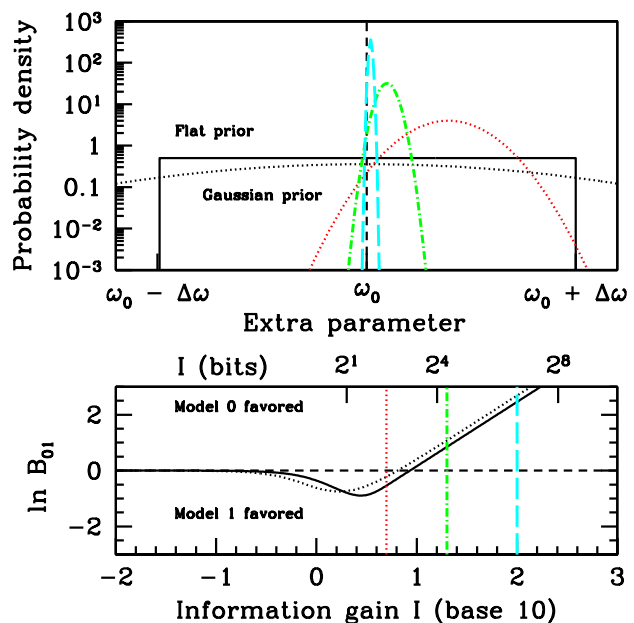 Probability density
10³
10²
10¹
1
0.1
10⁻²
10⁻³
Flat prior
Gaussian prior
ω₀ − Δω
ω₀
ω₀ + Δω
Extra parameter
I (bits)
2¹
2⁴
2⁸
ln B₀₁
2
0
−2
Model 0 favored
Model 1 favored
−2
−1
0
1
2
3
Information gain I (base 10)